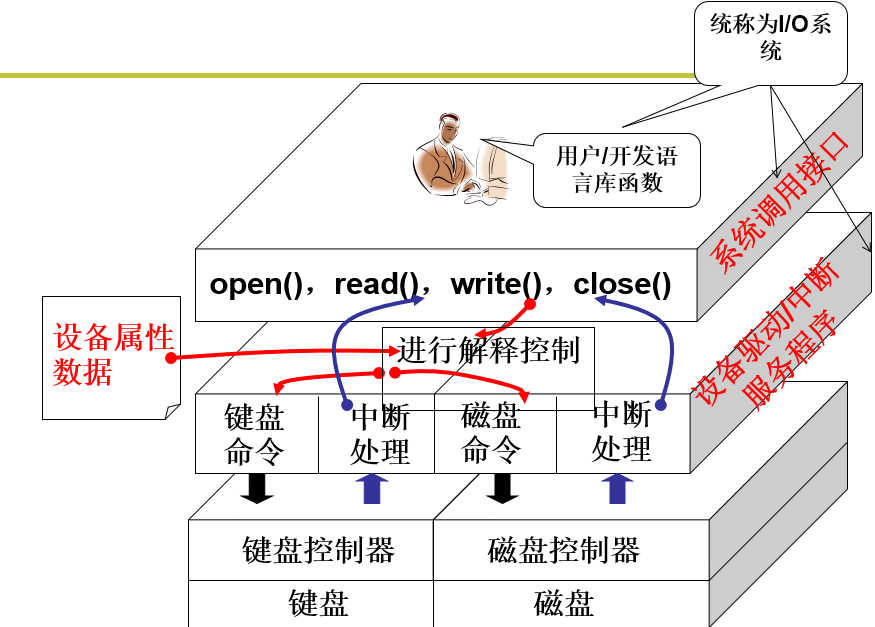 统称为I/O系
统
用户/开发语
言库函数
系统调用接口
open()，read()，write()，close()
设备属性
数据
进行解释控制
设备驱动/中断
服务程序
键盘
命令
中断
处理
磁盘
命令
中断
处理
键盘控制器
磁盘控制器
键盘
磁盘